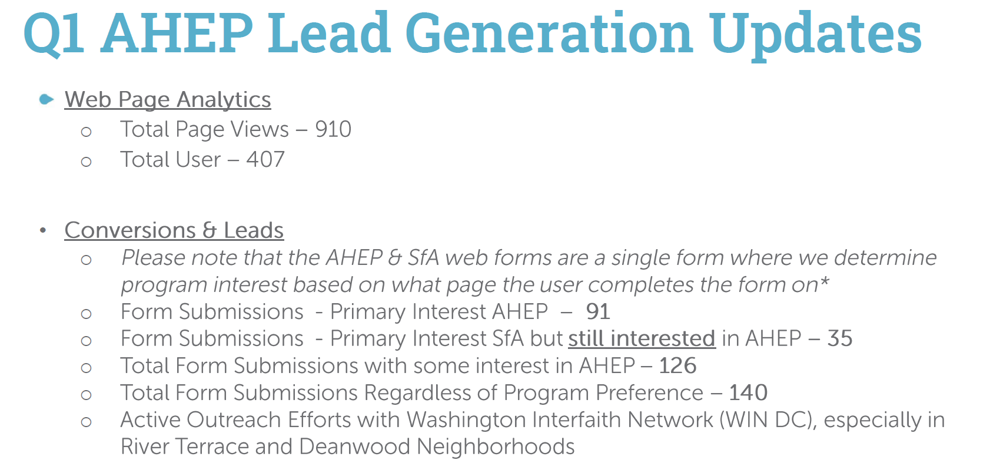 Q1 AHEP Lead Generation Updates
Web Page Analytics
o Total Page Views – 910
o Total User – 407
• Conversions & Leads
o Please note that the AHEP & SfA web forms are a single form where we determine
program interest based on what page the user completes the form on*
o Form Submissions - Primary Interest AHEP – 91
o Form Submissions - Primary Interest SfA but still interested in AHEP – 35
o Total Form Submissions with some interest in AHEP – 126
o Total Form Submissions Regardless of Program Preference – 140
o Active Outreach Efforts with Washington Interfaith Network (WIN DC), especially in
River Terrace and Deanwood Neighborhoods